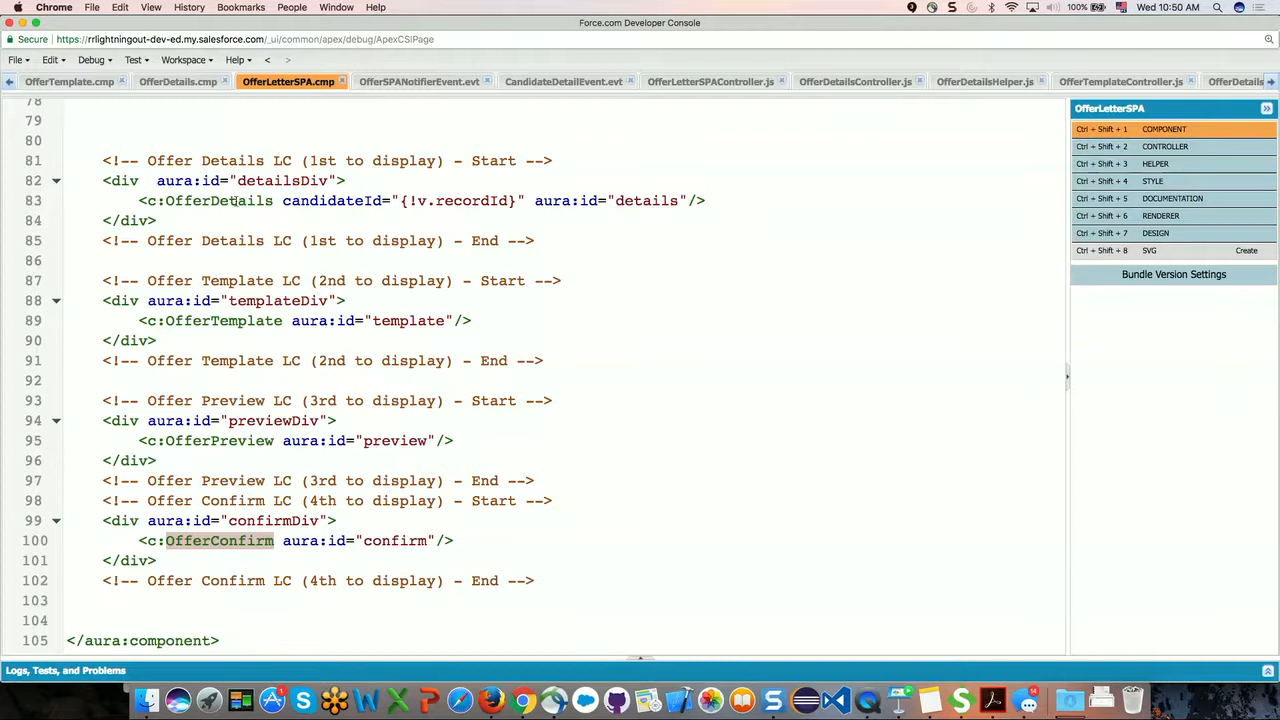 Chrome File Edit View History Bookmarks People Window Help 100% Wed 10:50 AM
Force.com Developer Console
Secure https://rrlightningout-dev-ed.my.salesforce.com/_ui/common/apex/debug/ApexCSIPage
File Edit Debug Test Workspace Help < >
OfferTemplate.cmp OfferDetails.cmp OfferLetterSPA.cmp OfferSPANotifierEvent.evt CandidateDetailEvent.evt OfferLetterSPAController.js OfferDetailsController.js OfferDetailsHelper.js OfferTemplateController.js OfferDetails
78
79
80
81 <!-- Offer Details LC (1st to display) - Start -->
82 <div  aura:id="detailsDiv">
83 <c:OfferDetails candidateId="{!v.recordId}" aura:id="details"/>
84 </div>
85 <!-- Offer Details LC (1st to display) - End -->
86
87 <!-- Offer Template LC (2nd to display) - Start -->
88 <div aura:id="templateDiv">
89 <c:OfferTemplate aura:id="template"/>
90 </div>
91 <!-- Offer Template LC (2nd to display) - End -->
92
93 <!-- Offer Preview LC (3rd to display) - Start -->
94 <div aura:id="previewDiv">
95 <c:OfferPreview aura:id="preview"/>
96 </div>
97 <!-- Offer Preview LC (3rd to display) - End -->
98 <!-- Offer Confirm LC (4th to display) - Start -->
99 <div aura:id="confirmDiv">
100 <c:OfferConfirm aura:id="confirm"/>
101 </div>
102 <!-- Offer Confirm LC (4th to display) - End -->
103
104
105 </aura:component>
OfferLetterSPA
Ctrl + Shift + 1 COMPONENT
Ctrl + Shift + 2 CONTROLLER
Ctrl + Shift + 3 HELPER
Ctrl + Shift + 4 STYLE
Ctrl + Shift + 5 DOCUMENTATION
Ctrl + Shift + 6 RENDERER
Ctrl + Shift + 7 DESIGN
Ctrl + Shift + 8 SVG Create
Bundle Version Settings
Logs, Tests, and Problems
1
14